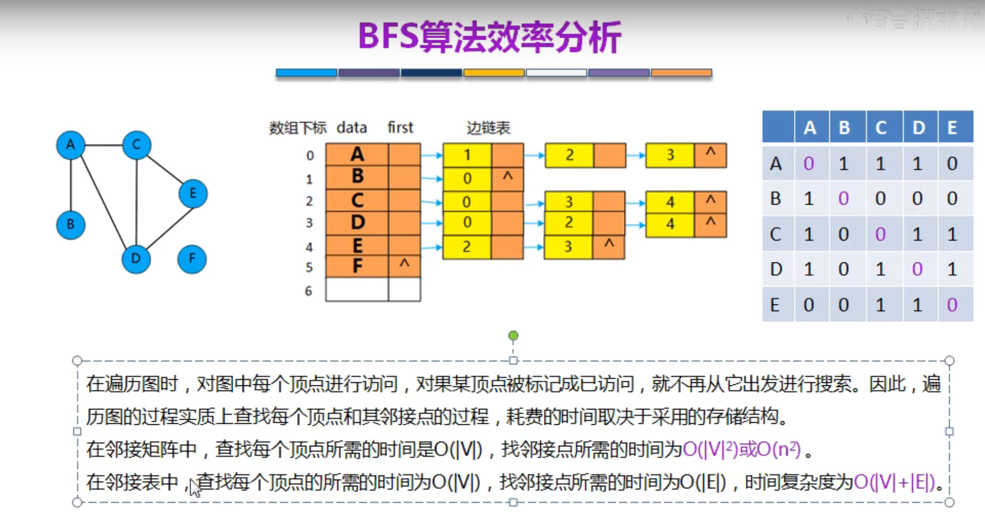 BFS算法效率分析
数组下标 data first 边链表
A C E B D F
0 A 1 2 3 ^
1 B 0 ^
2 C 0 3 4 ^
3 D 0 2 4 ^
4 E 2 3 ^
5 F ^
6
A B C D E
A 0 1 1 1 0
B 1 0 0 0 0
C 1 0 0 1 1
D 1 0 1 0 1
E 0 0 1 1 0
在遍历图时，对图中每个顶点进行访问，对果某顶点被标记成已访问，就不再从它出发进行搜索。因此，遍
历图的过程实质上查找每个顶点和其邻接点的过程，耗费的时间取决于采用的存储结构。
在邻接矩阵中，查找每个顶点所需的时间是O(|V|)，找邻接点所需的时间为O(|V|²)或O(n²) 。
在邻接表中，查找每个顶点的所需的时间为O(|V|)，找邻接点所需的时间为O(|E|)，时间复杂度为O(|V|+|E|)。